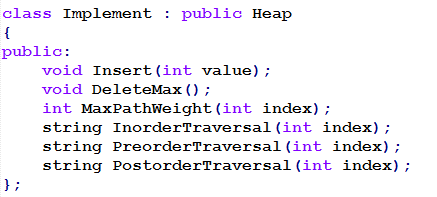 class Implement : public Heap
{
public:
    void Insert(int value);
    void DeleteMax();
    int MaxPathWeight(int index);
    string InorderTraversal(int index);
    string PreorderTraversal(int index);
    string PostorderTraversal(int index);
};